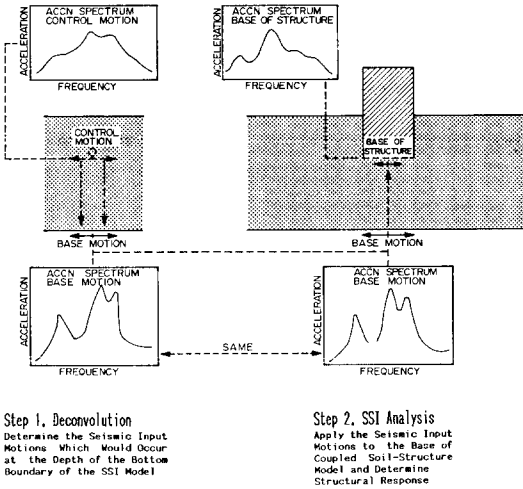 ACCN SPECTRUM
CONTROL MOTION
ACCELERATION
FREQUENCY
ACCN SPECTRUM
BASE OF STRUCTURE
ACCELERATION
FREQUENCY
CONTROL
MOTION
BASE MOTION
BASE OF
STRUCTURE
BASE MOTION
ACCN SPECTRUM
BASE MOTION
ACCELERATION
FREQUENCY
SAME
ACCN SPECTRUM
BASE MOTION
ACCELERATION
FREQUENCY
Step 1. Deconvolution
Determine the Seismic Input
Motions Which Would Occur
at the Depth of the Bottom
Boundary of the SSI Model
Step 2. SSI Analysis
Apply the Seismic Input
Motions to the Base of
Coupled Soil-Structure
Model and Determine
Structural Response